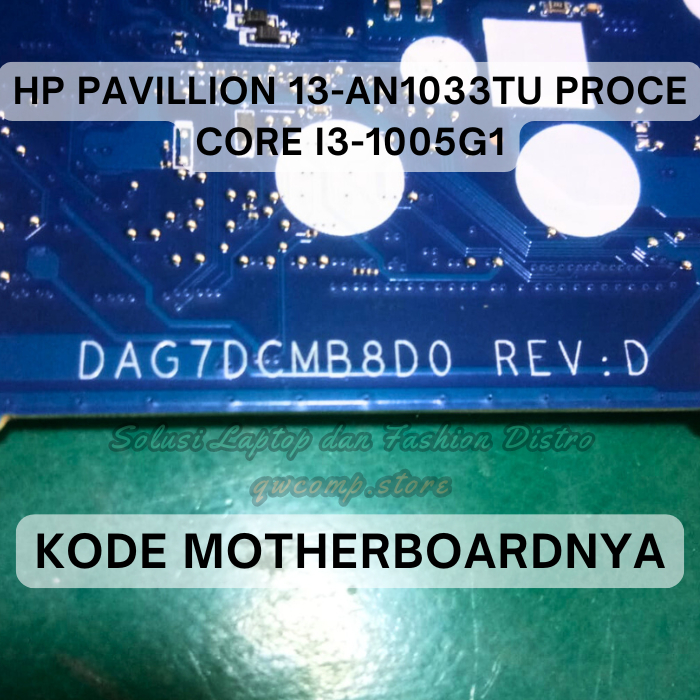 HP PAVILLION 13-AN1033TU PROCE
CORE I3-1005G1
DAG7DCMB8D0 REV:D
Solusi Laptop dan Fashion Distro
qwcomp.store
KODE MOTHERBOARDNYA